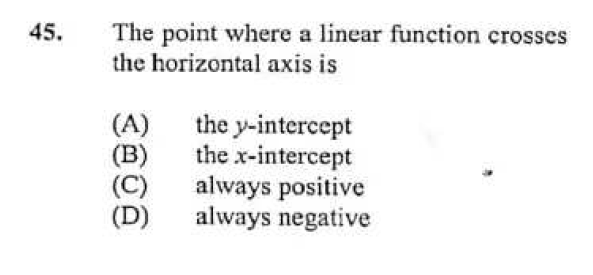 45. The point where a linear function crosses
the horizontal axis is
(A) the y-intercept
(B) the x-intercept
(C) always positive
(D) always negative